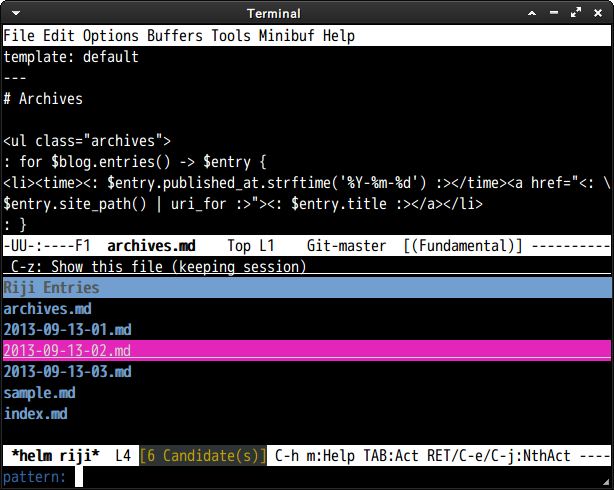 Terminal
File Edit Options Buffers Tools Minibuf Help
template: default
---
# Archives
<ul class="archives">
: for $blog.entries() -> $entry {
<li><time><: $entry.published_at.strftime('%Y-%m-%d') :></time><a href="<: \
$entry.site_path() | uri_for :>"><: $entry.title :></a></li>
: }
-UU-:----F1  archives.md    Top L1    Git-master  [(Fundamental)] ----------
C-z: Show this file (keeping session)
Riji Entries
archives.md
2013-09-13-01.md
2013-09-13-02.md
2013-09-13-03.md
sample.md
index.md
*helm riji*  L4 [6 Candidate(s)] C-h m:Help TAB:Act RET/C-e/C-j:NthAct ----
pattern: